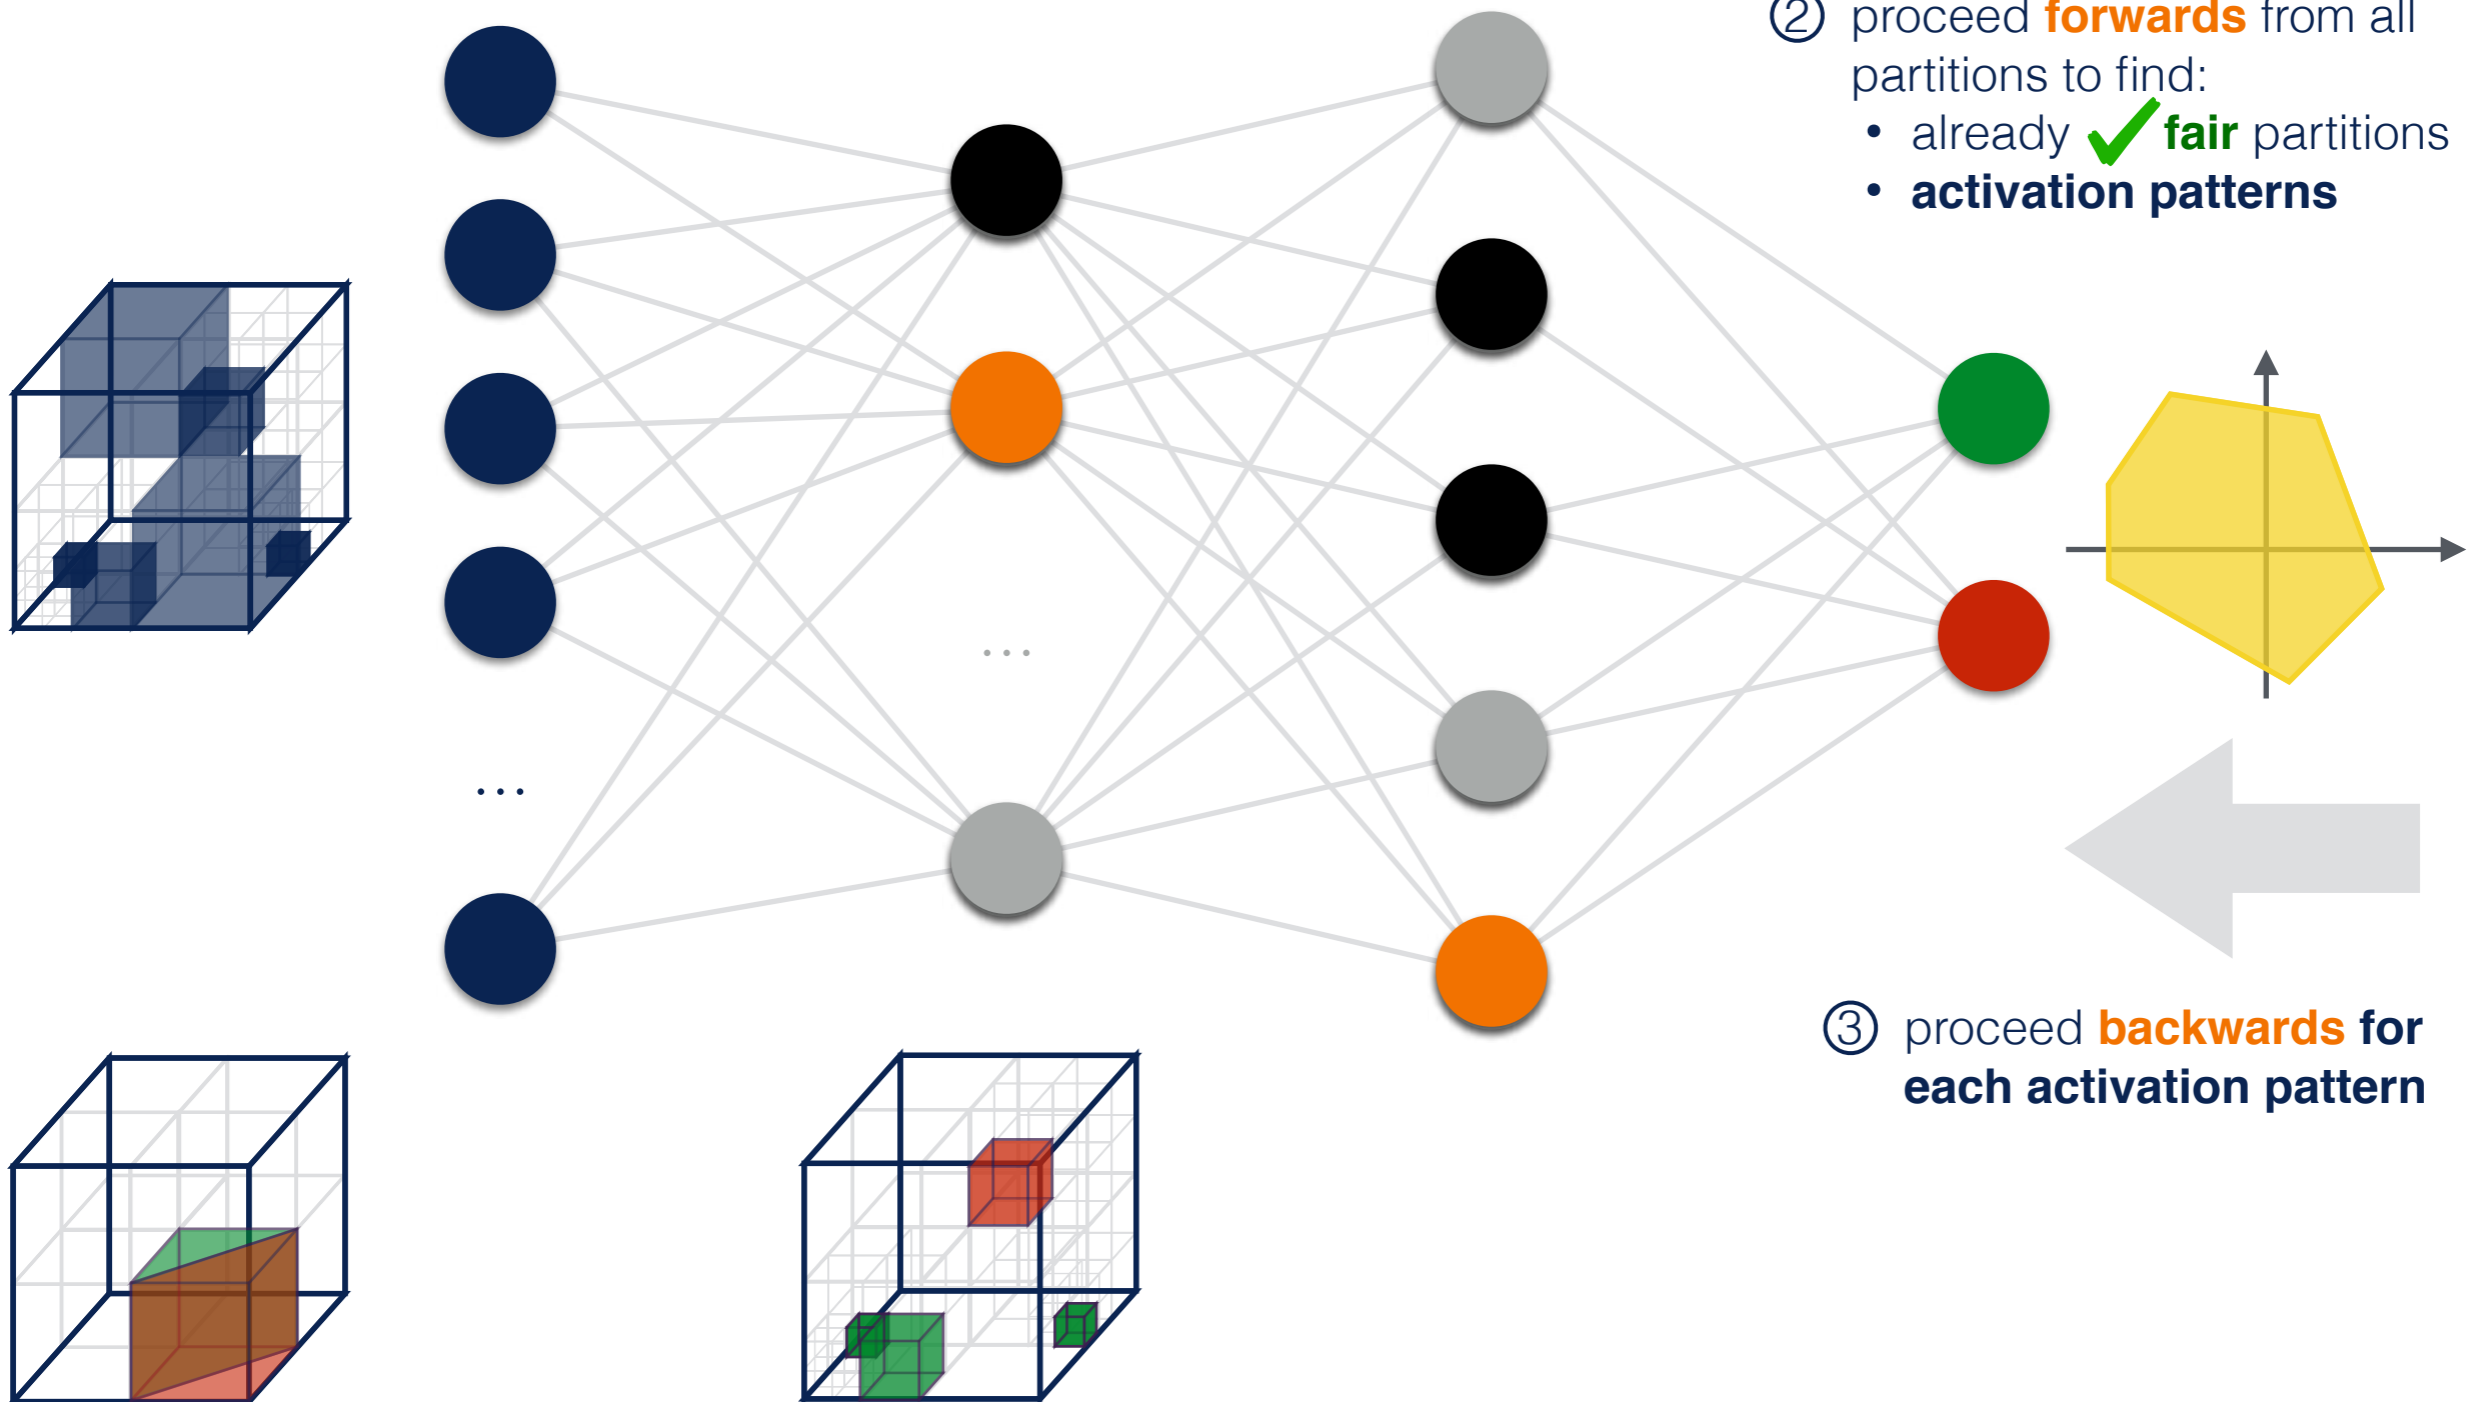 ② proceed forwards from all
partitions to find:
• already ✓ fair partitions
• activation patterns
…
…
③ proceed backwards for
each activation pattern